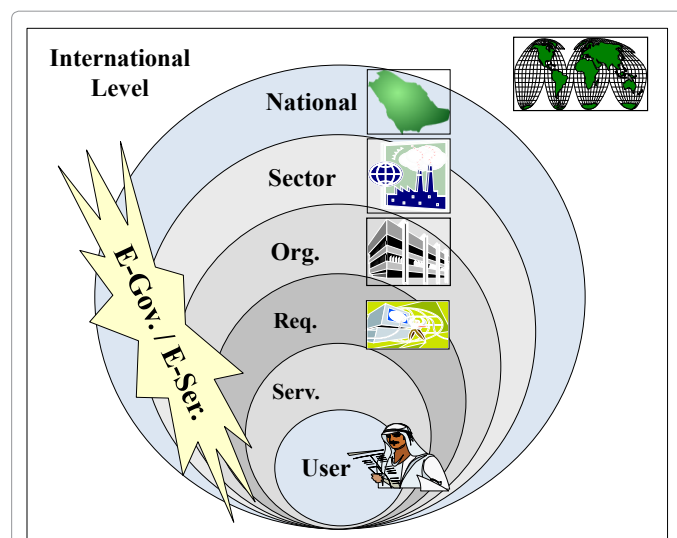 International
Level
National
Sector
Org.
Req.
Serv.
User
E-Gov. / E-Ser.